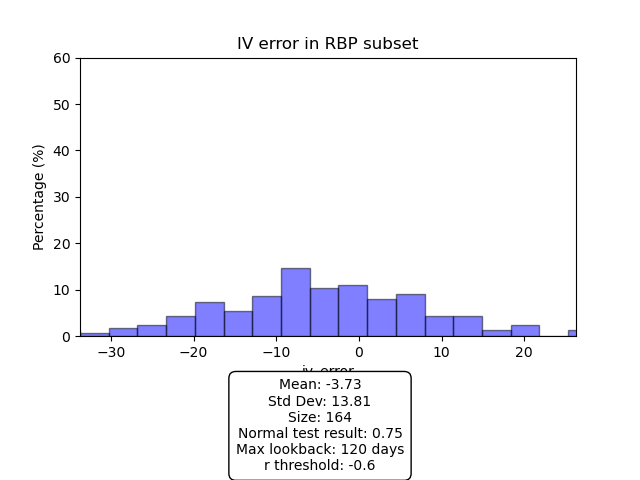 IV error in RBP subset
60
50
40
30
20
10
0
Percentage (%)
−30
−20
−10
0
10
20
iv_error
Mean: -3.73
Std Dev: 13.81
Size: 164
Normal test result: 0.75
Max lookback: 120 days
r threshold: -0.6